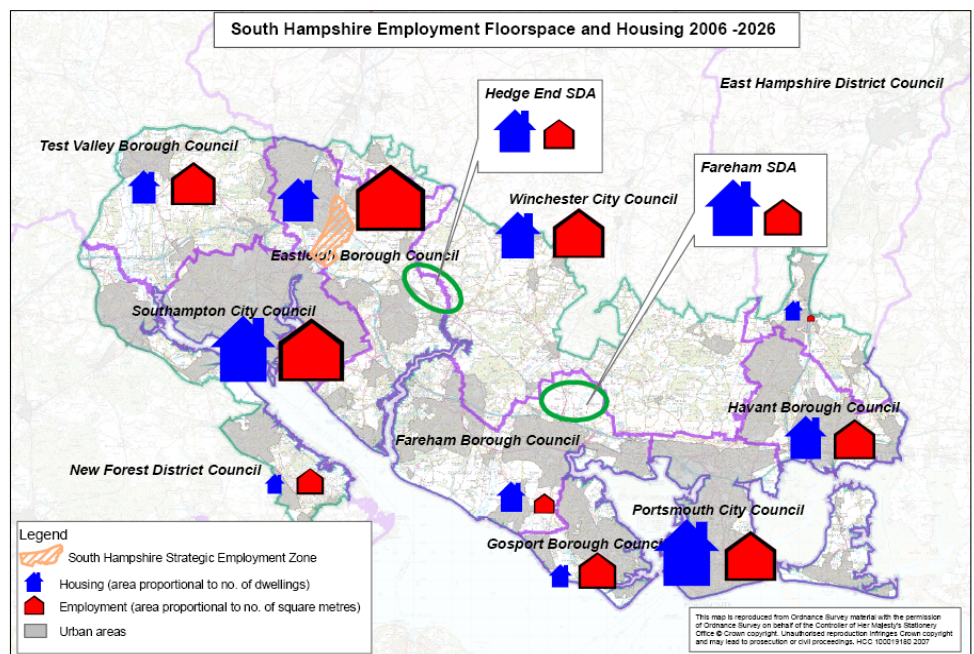 South Hampshire Employment Floorspace and Housing 2006 -2026
East Hampshire District Council
Hedge End SDA
Test Valley Borough Council
Fareham SDA
Winchester City Council
Eastleigh Borough Council
Southampton City Council
Havant Borough Council
Fareham Borough Council
New Forest District Council
Portsmouth City Council
Gosport Borough Council
Legend
South Hampshire Strategic Employment Zone
Housing (area proportional to no. of dwellings)
Employment (area proportional to no. of square metres)
Urban areas
This map is reproduced from Ordnance Survey material with the permission
of Ordnance Survey on behalf of the Controller of Her Majesty's Stationery
Office © Crown copyright. Unauthorised reproduction infringes Crown copyright
and may lead to prosecution or civil proceedings. HCC 100019180 2007